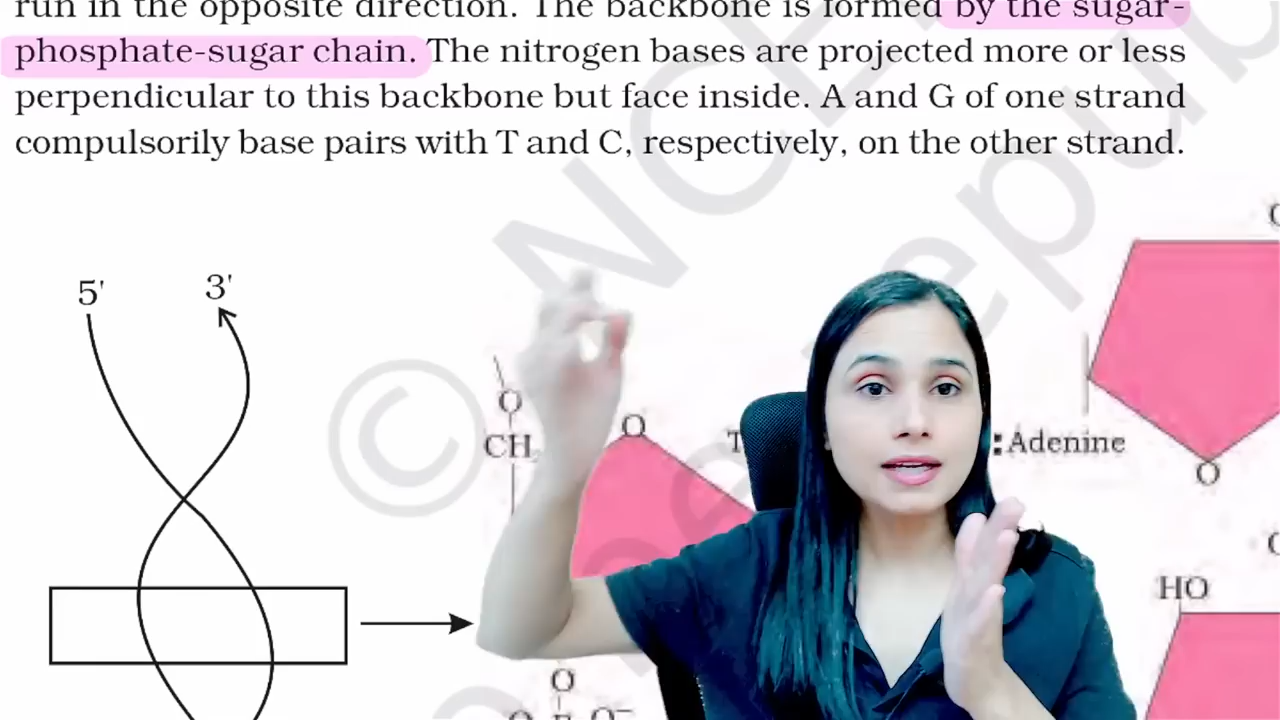 run in the opposite direction. The backbone is formed by the sugar-
phosphate-sugar chain. The nitrogen bases are projected more or less
perpendicular to this backbone but face inside. A and G of one strand
compulsorily base pairs with T and C, respectively, on the other strand.
5' 3'
O
CH
O
:Adenine
O
HO
O
O⁻
©
NCE
epub